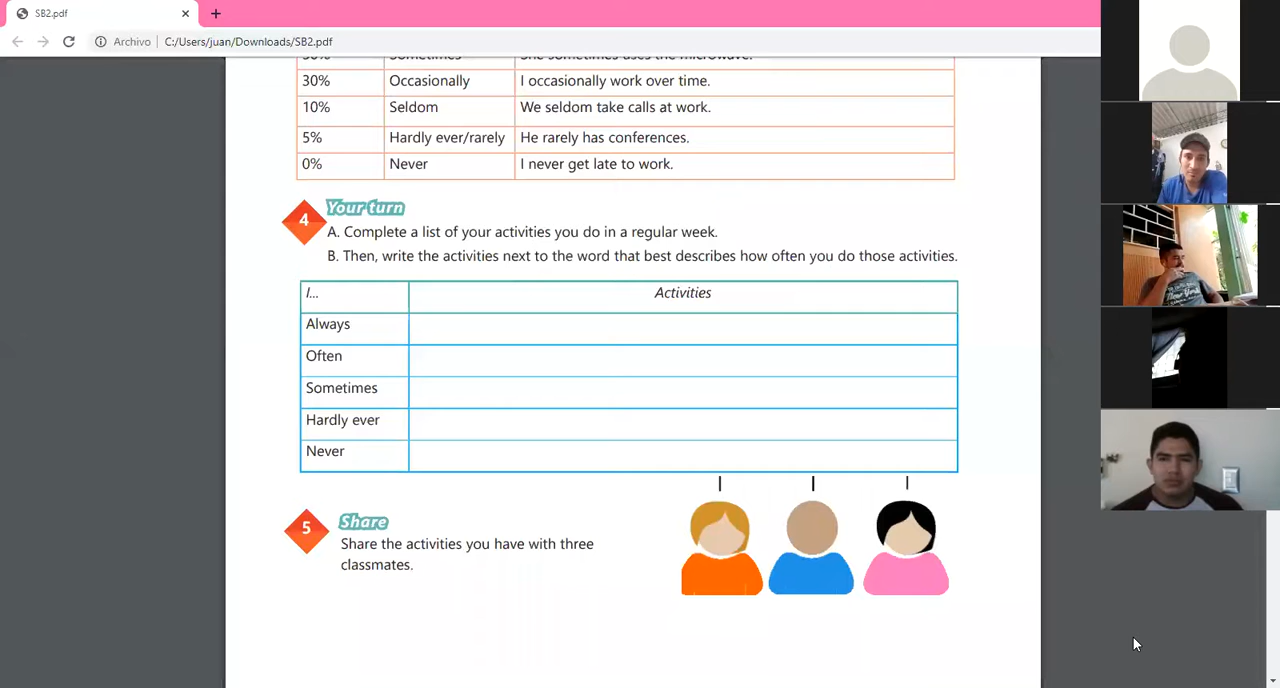 SB2.pdf
Archivo C:/Users/juan/Downloads/SB2.pdf
30% Occasionally I occasionally work over time.
10% Seldom We seldom take calls at work.
5% Hardly ever/rarely He rarely has conferences.
0% Never I never get late to work.
4 Your turn
A. Complete a list of your activities you do in a regular week.
B. Then, write the activities next to the word that best describes how often you do those activities.
I... Activities
Always
Often
Sometimes
Hardly ever
Never
5 Share
Share the activities you have with three
classmates.